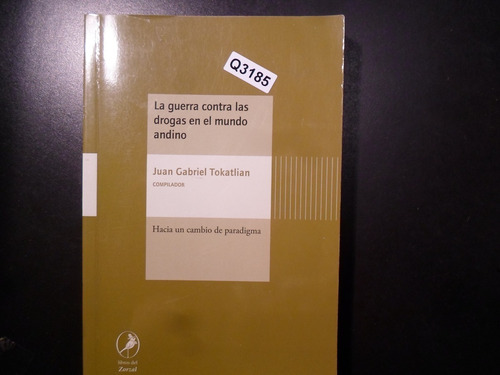 Q3185
La guerra contra las
drogas en el mundo
andino
Juan Gabriel Tokatlian
COMPILADOR
Hacia un cambio de paradigma
libros del
Zorzal